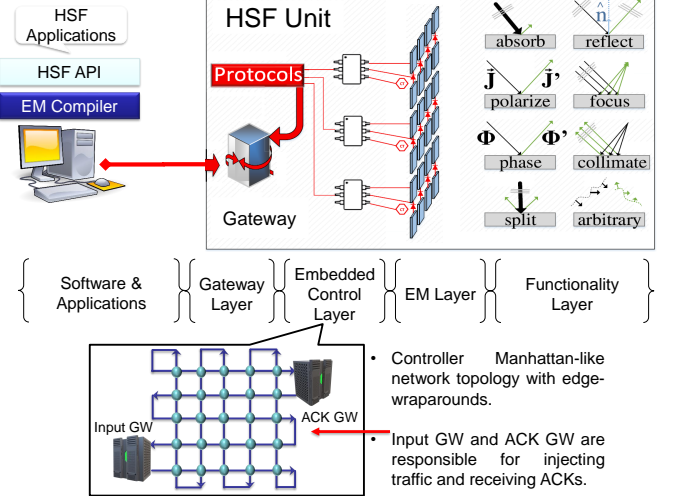 HSF
Applications
HSF API
EM Compiler
HSF Unit
Protocols
Gateway
absorb
n̂
reflect
J⃗ J⃗’
polarize
focus
Φ Φ’
phase
collimate
split
arbitrary
Software &
Applications
Gateway
Layer
Embedded
Control
Layer
EM Layer
Functionality
Layer
Input GW
ACK GW
• Controller Manhattan-like
network topology with edge-
wraparounds.
• Input GW and ACK GW are
responsible for injecting
traffic and receiving ACKs.